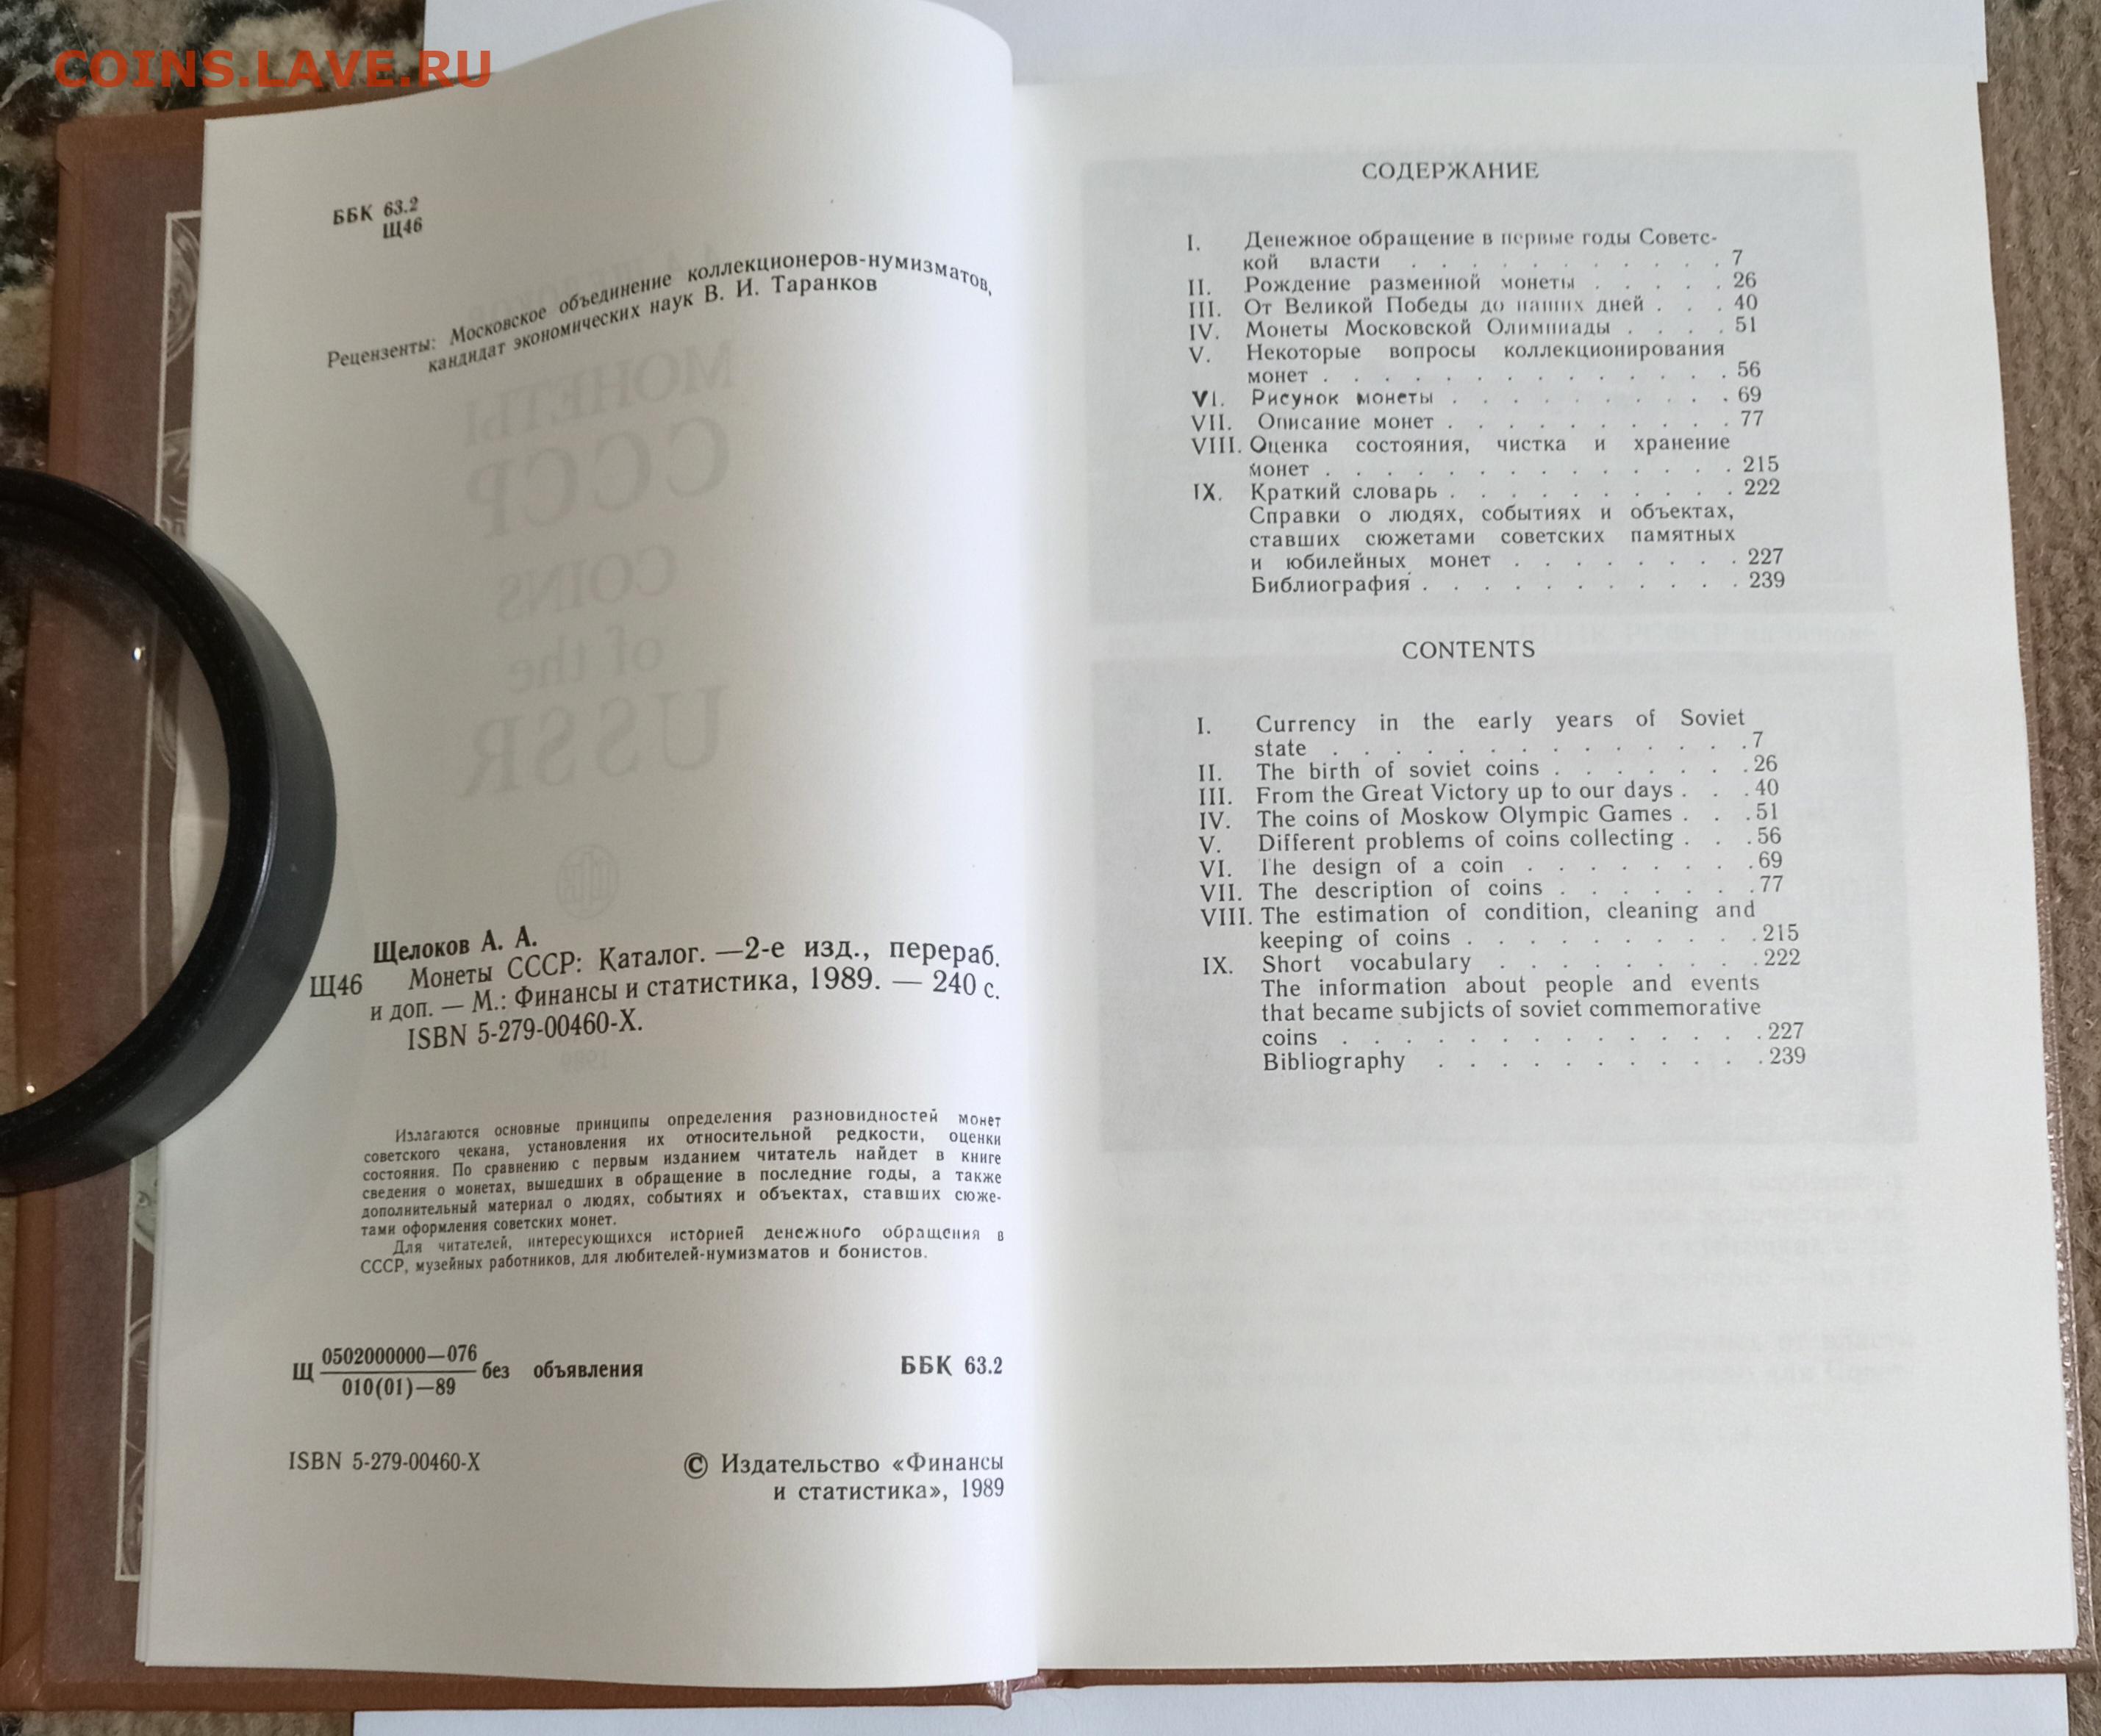 COINS.LAVE.RU
ББК 63.2
Щ46
Рецензенты: Московское объединение коллекционеров-нумизматов,
кандидат экономических наук В. И. Таранков
МОНЕТЫ
СССР
COINS
of the
USSR
Щелоков А. А.
Щ46 Монеты СССР: Каталог. —2-е изд., перераб.
и доп. — М.: Финансы и статистика, 1989. — 240 с.
ISBN 5-279-00460-X.
1989
Излагаются основные принципы определения разновидностей монет
советского чекана, установления их относительной редкости, оценки
состояния. По сравнению с первым изданием читатель найдет в книге
сведения о монетах, вышедших в обращение в последние годы, а также
дополнительный материал о людях, событиях и объектах, ставших сюже-
тами оформления советских монет.
Для читателей, интересующихся историей денежного обращения в
СССР, музейных работников, для любителей-нумизматов и бонистов.
Щ 0502000000—076 без объявления ББК 63.2
010(01)—89
ISBN 5-279-00460-X © Издательство «Финансы
и статистика», 1989
СОДЕРЖАНИЕ
I. Денежное обращение в первые годы Советс-
кой власти . . . . . . . . . . . 7
II. Рождение разменной монеты . . . . . 26
III. От Великой Победы до наших дней . . . 40
IV. Монеты Московской Олимпиады . . . . 51
V. Некоторые вопросы коллекционирования
монет . . . . . . . . . . . . . . 56
VI. Рисунок монеты . . . . . . . . . . 69
VII. Описание монет . . . . . . . . . . 77
VIII. Оценка состояния, чистка и хранение
монет . . . . . . . . . . . . . . 215
IX. Краткий словарь . . . . . . . . . . 222
Справки о людях, событиях и объектах,
ставших сюжетами советских памятных
и юбилейных монет . . . . . . . . 227
Библиография . . . . . . . . . . . 239
CONTENTS
I. Currency in the early years of Soviet
state . . . . . . . . . . . . . . 7
II. The birth of soviet coins . . . . . . . 26
III. From the Great Victory up to our days . . . 40
IV. The coins of Moskow Olympic Games . . . 51
V. Different problems of coins collecting . . . 56
VI. The design of a coin . . . . . . . . 69
VII. The description of coins . . . . . . . 77
VIII. The estimation of condition, cleaning and
keeping of coins . . . . . . . . . . 215
IX. Short vocabulary . . . . . . . . . 222
The information about people and events
that became subjicts of soviet commemorative
coins . . . . . . . . . . . . . . 227
Bibliography . . . . . . . . . . . 239